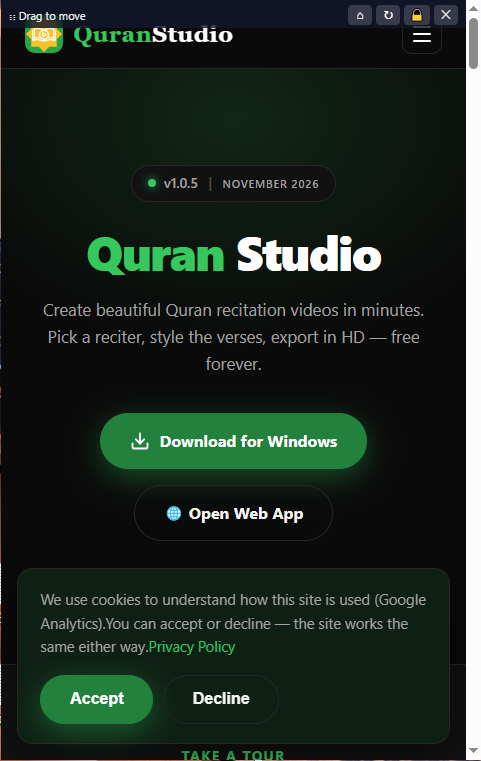 Drag to move
QuranStudio
v1.0.5 | NOVEMBER 2026
Quran Studio
Create beautiful Quran recitation videos in minutes.
Pick a reciter, style the verses, export in HD — free
forever.
Download for Windows
Open Web App
We use cookies to understand how this site is used (Google
Analytics).You can accept or decline — the site works the
same either way.Privacy Policy
Accept
Decline
TAKE A TOUR